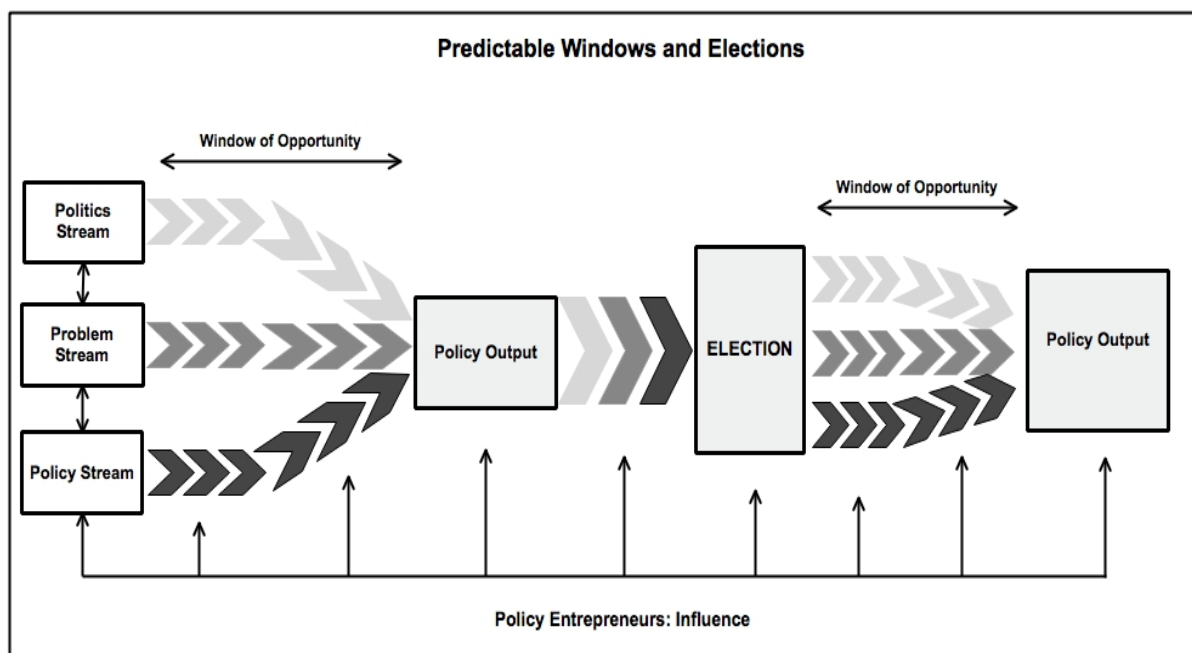 Predictable Windows and Elections
Window of Opportunity
Window of Opportunity
Politics
Stream
Problem
Stream
Policy Stream
Policy Output
ELECTION
Policy Output
Policy Entrepreneurs: Influence